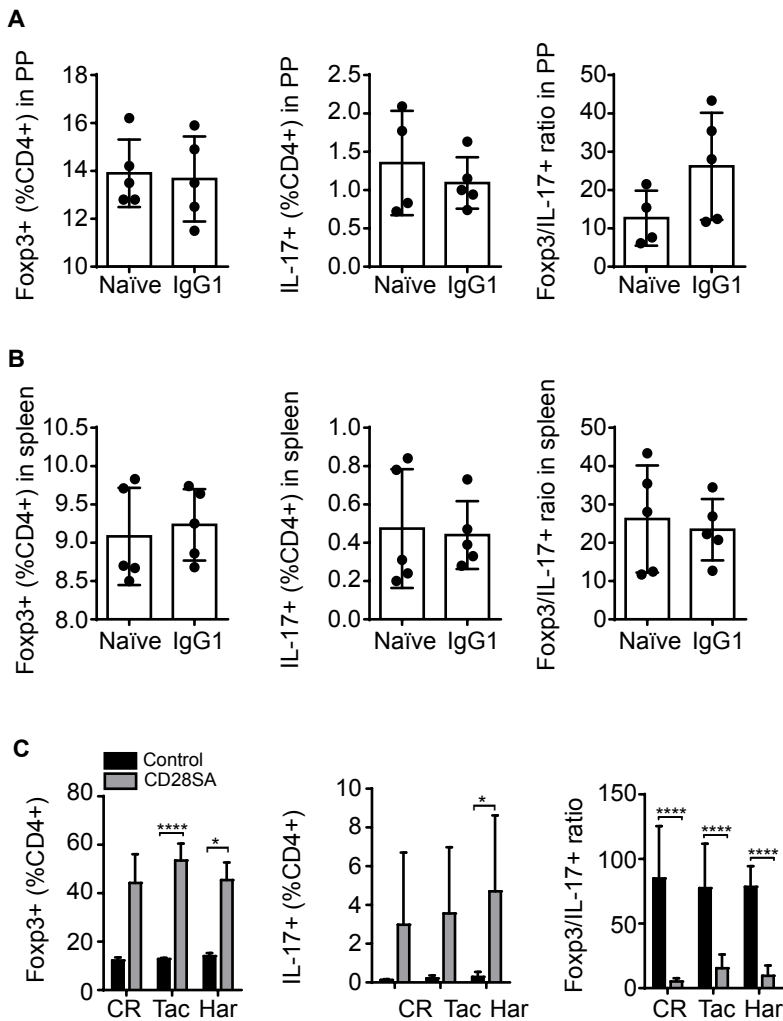 A
Foxp3+ (%CD4+) in PP
18
16
14
12
10
Naïve IgG1
IL-17+ (%CD4+) in PP
2.5
2.0
1.5
1.0
0.5
0.0
Naïve IgG1
Foxp3/IL-17+ ratio in PP
50
40
30
20
10
0
Naïve IgG1
B
Foxp3+ (%CD4+) in spleen
10.5
10.0
9.5
9.0
8.5
8.0
Naïve IgG1
IL-17+ (%CD4+) in spleen
1.0
0.8
0.6
0.4
0.2
0.0
Naïve IgG1
Foxp3/IL-17+ raio in spleen
50
40
30
20
10
0
Naïve IgG1
C
Control
CD28SA
Foxp3+ (%CD4+)
80
60
40
20
0
****
*
CR Tac Har
IL-17+ (%CD4+)
10
8
6
4
2
0
*
CR Tac Har
Foxp3/IL-17+ ratio
150
100
50
0
****
****
****
CR Tac Har